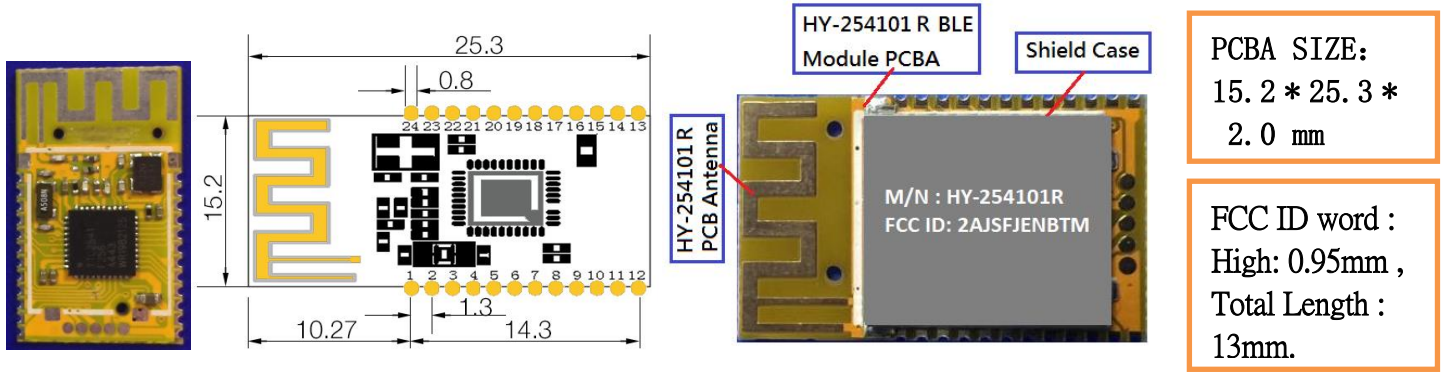 25.3
0.8
24 23 22 21 20 19 18 17 16 15 14 13
15.2
1 2 3 4 5 6 7 8 9 10 11 12
1.3
10.27
14.3
HY-254101 R BLE
Module PCBA
Shield Case
HY-254101 R
PCB Antenna
M/N : HY-254101R
FCC ID: 2AJSFJENBTM
PCBA SIZE:
15.2 * 25.3 *
2.0 mm
FCC ID word :
High: 0.95mm ,
Total Length :
13mm.